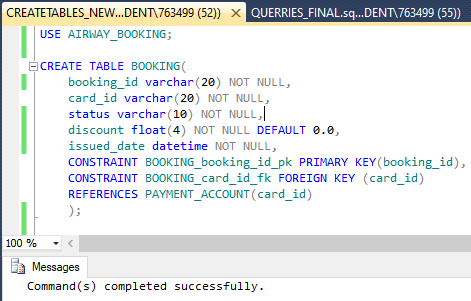 CREATETABLES_NEW...DENT\763499 (52)) QUERRIES_FINAL.sq...DENT\763499 (55))
USE AIRWAY_BOOKING;
CREATE TABLE BOOKING(
booking_id varchar(20) NOT NULL,
card_id varchar(20) NOT NULL,
status varchar(10) NOT NULL,
discount float(4) NOT NULL DEFAULT 0.0,
issued_date datetime NOT NULL,
CONSTRAINT BOOKING_booking_id_pk PRIMARY KEY(booking_id),
CONSTRAINT BOOKING_card_id_fk FOREIGN KEY (card_id)
REFERENCES PAYMENT_ACCOUNT(card_id)
);
100 %
Messages
Command(s) completed successfully.